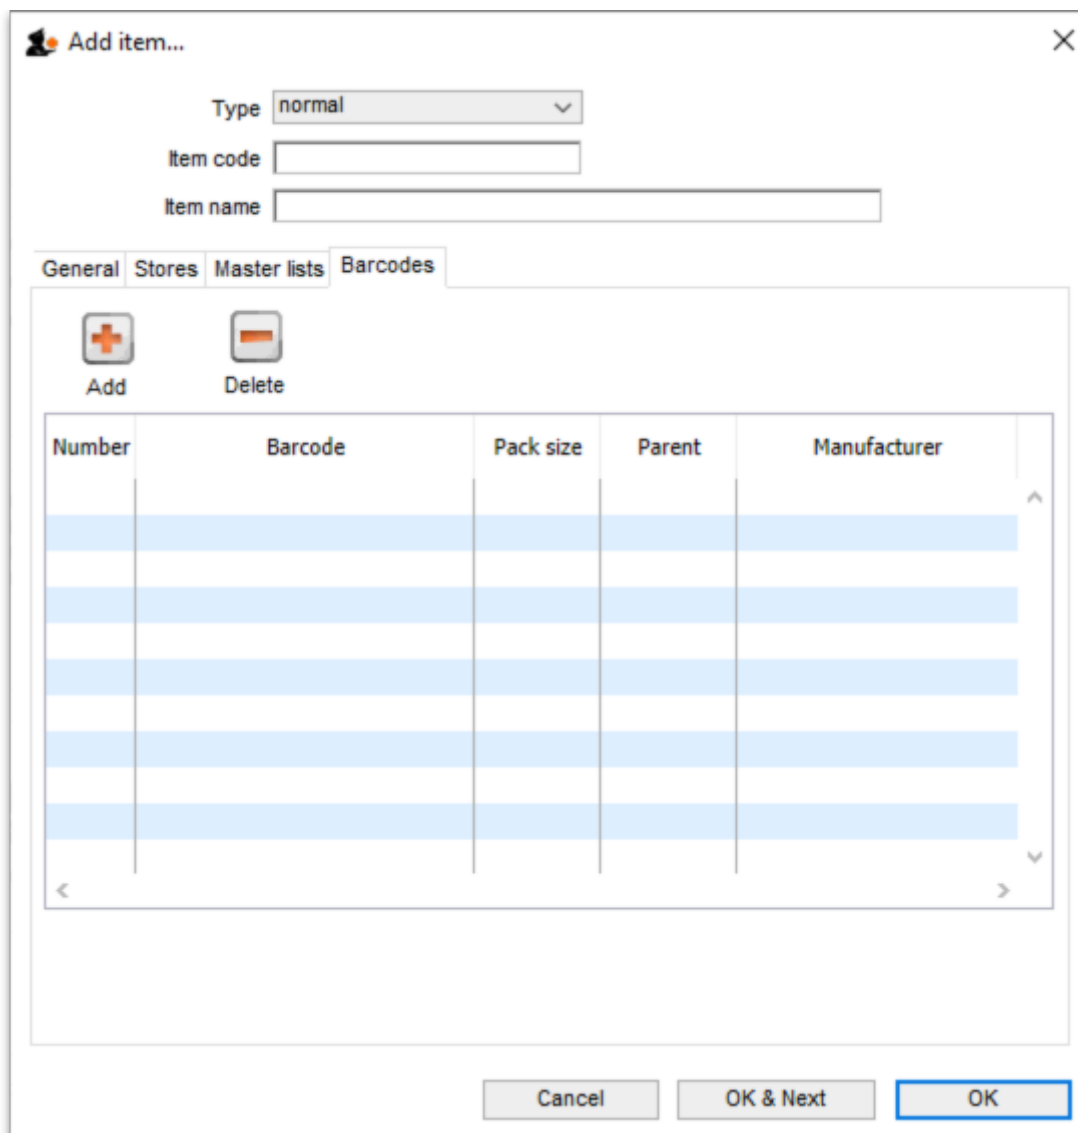 Add item...
Type normal
Item code
Item name
General Stores Master lists Barcodes
Add Delete
Number Barcode Pack size Parent Manufacturer
Cancel OK & Next OK